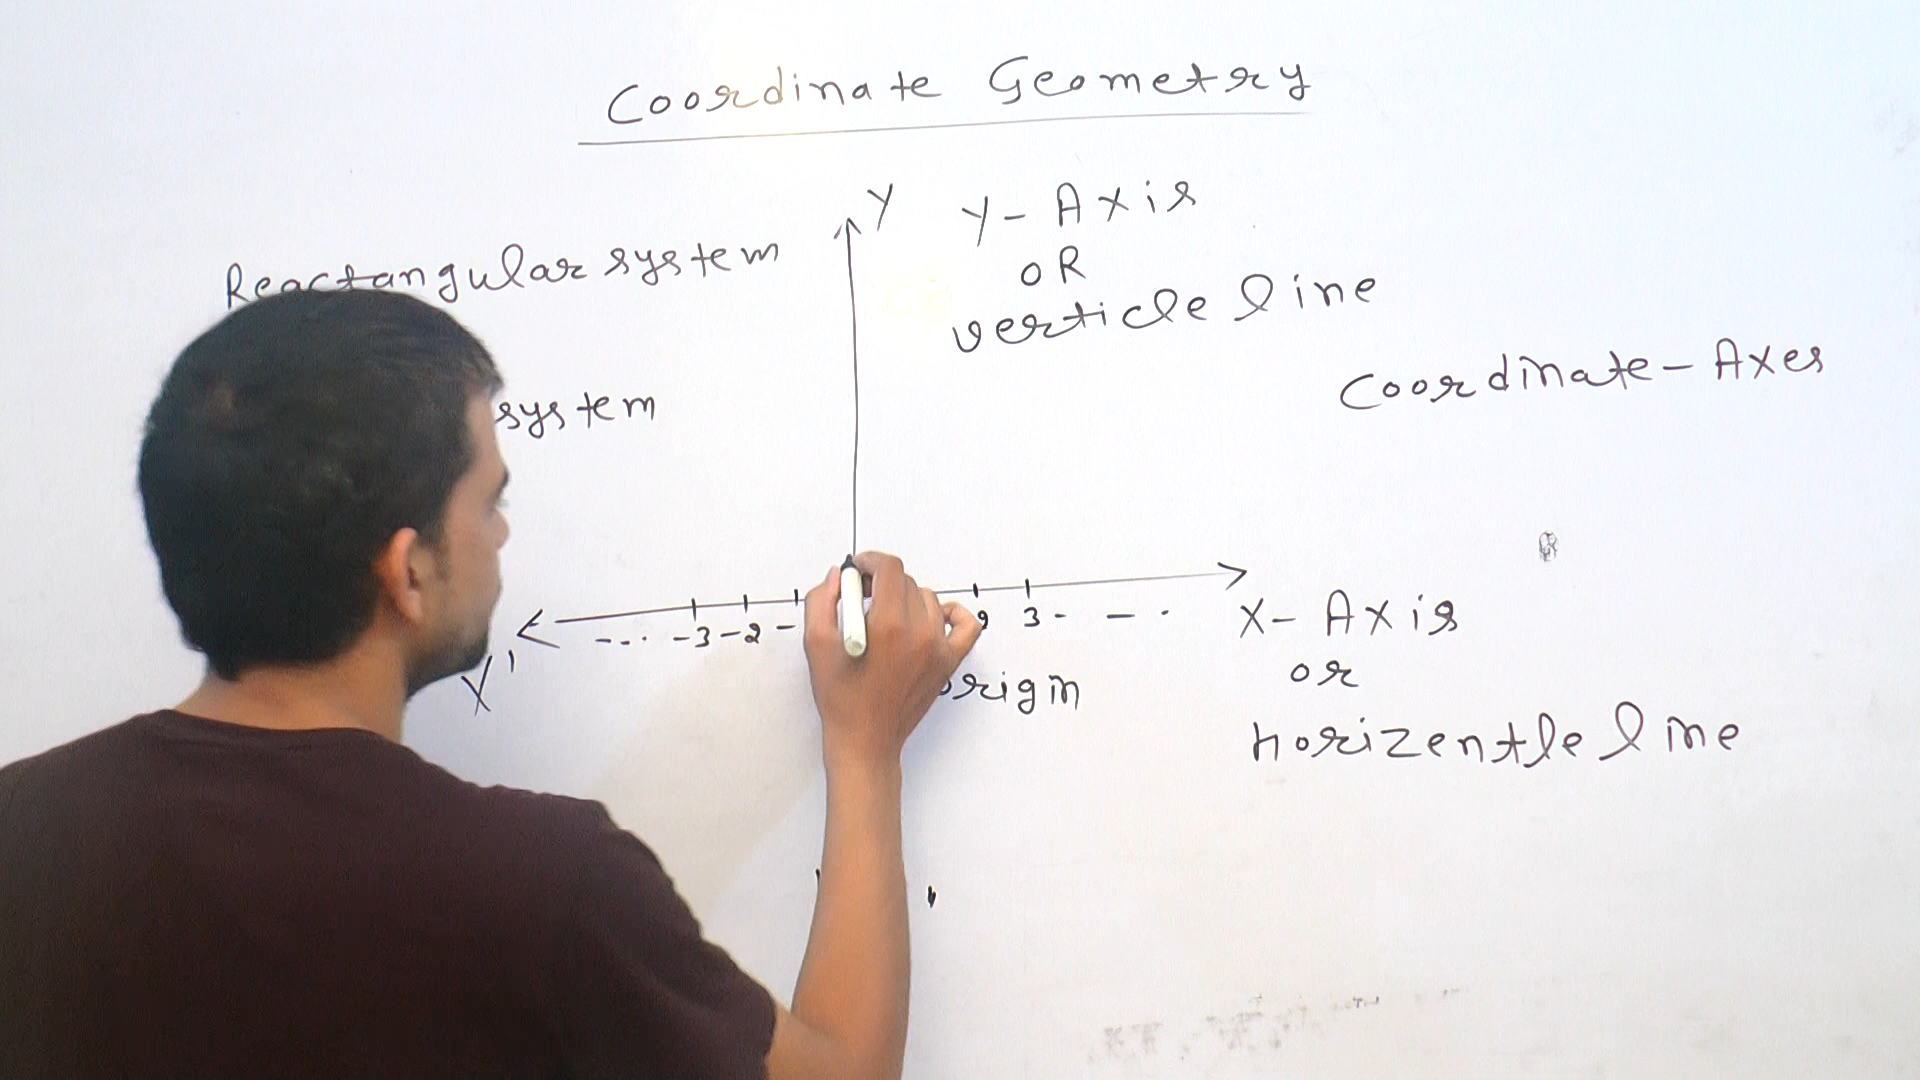 Coordinate Geometry
Y
Y- Axis
OR
verticle line
Reactangular system
system
Coordinate - Axes
--.. -3 -2 - 3 - - .
X'
X- Axis
or
horizentle line
origin